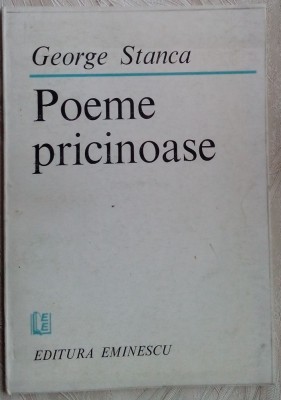 George Stanca
Poeme
pricinoase
E
E
EDITURA EMINESCU